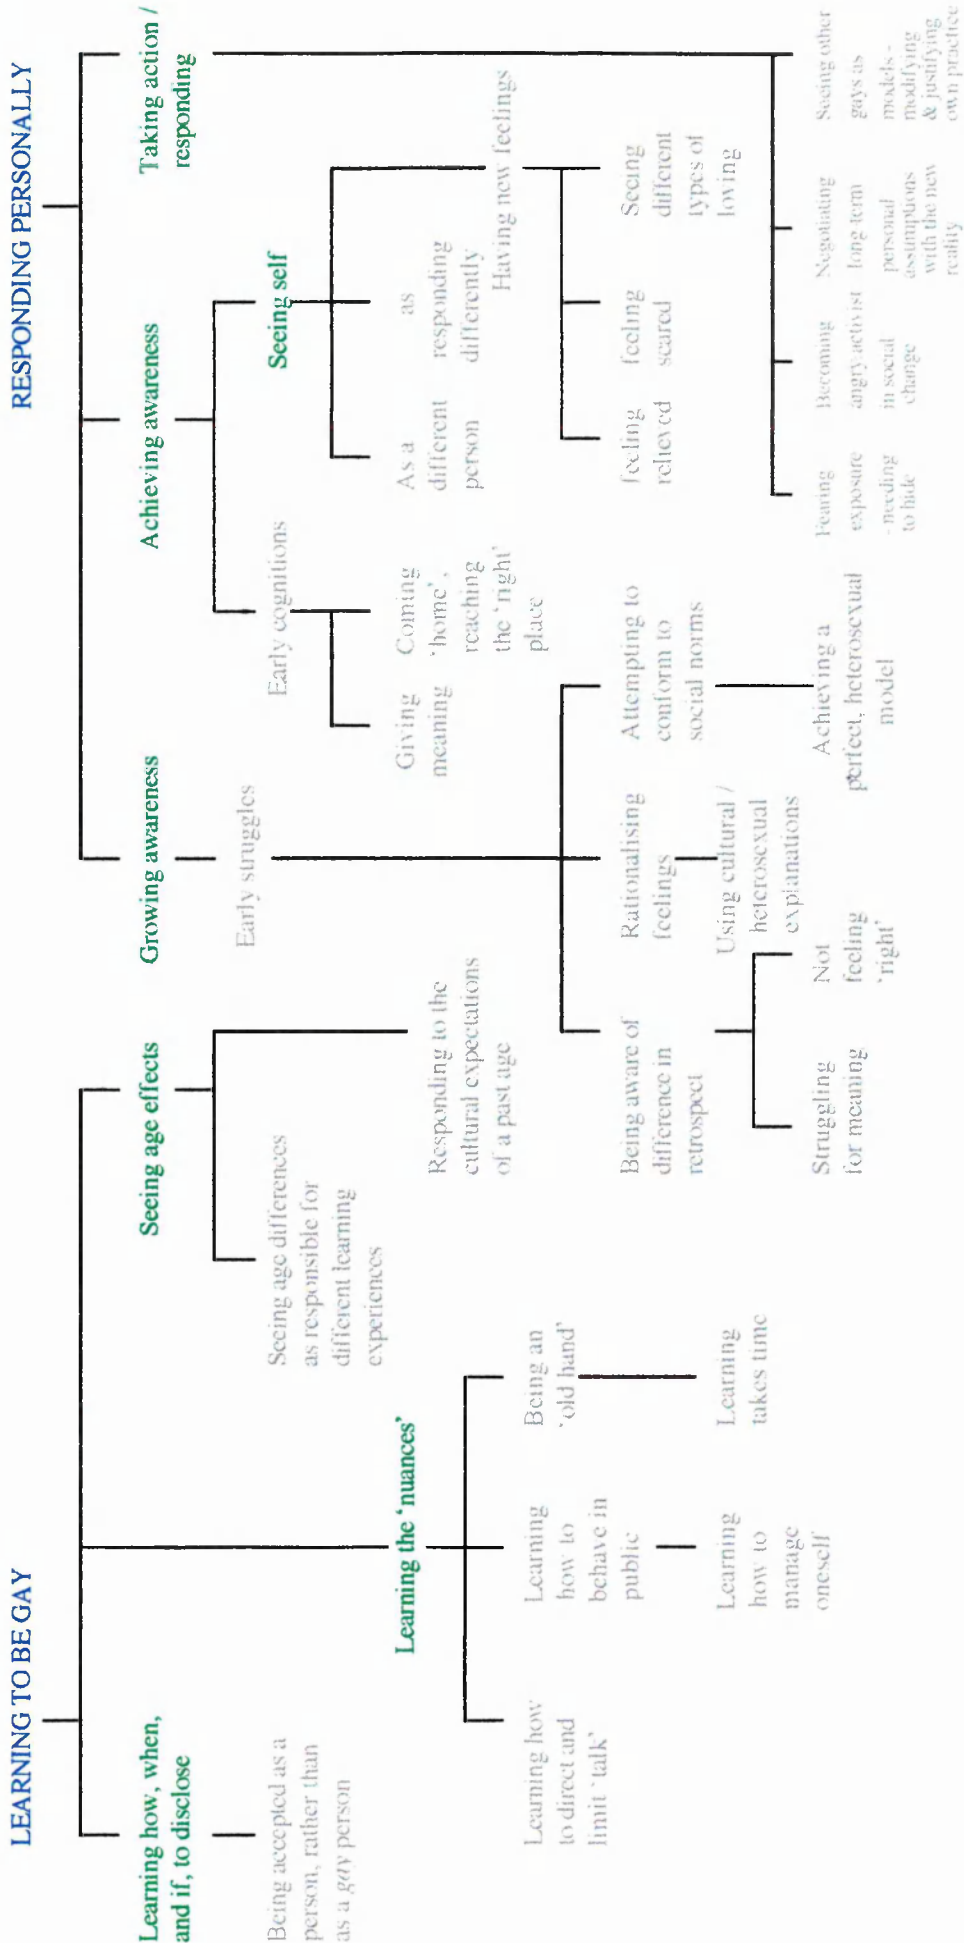 LEARNING TO BE GAY
Learning how, when,
and if, to disclose
Being accepted as a
person, rather than
as a gay person
Learning the ‘nuances’
Learning how
to direct and
limit ‘talk’
Learning
how to
behave in
public
Learning
how to
manage
oneself
Being an
‘old hand’
Learning
takes time
Seeing age effects
Seeing age differences
as responsible for
different learning
experiences
Responding to the
cultural expectations
of a past age
RESPONDING PERSONALLY
Growing awareness
Early struggles
Being aware of
difference in
retrospect
Struggling
for meaning
Not
feeling
‘right’
Rationalising
feelings
Using cultural /
heterosexual
explanations
Attempting to
conform to
social norms
Achieving a
perfect, heterosexual
model
Achieving awareness
Early cognitions
Giving
meaning
Coming
‘home’,
reaching
the ‘right’
place
Seeing self
As a
different
person
as
responding
differently
Having new feelings
feeling
relieved
feeling
scared
Seeing
different
types of
loving
Taking action /
responding
Fearing
exposure
- needing
to hide
Becoming
angry/activist
in social
change
Negotiating
long-term
personal
assumptions
with the new
reality
Seeing other
gays as
models -
modifying
& justifying
own practice